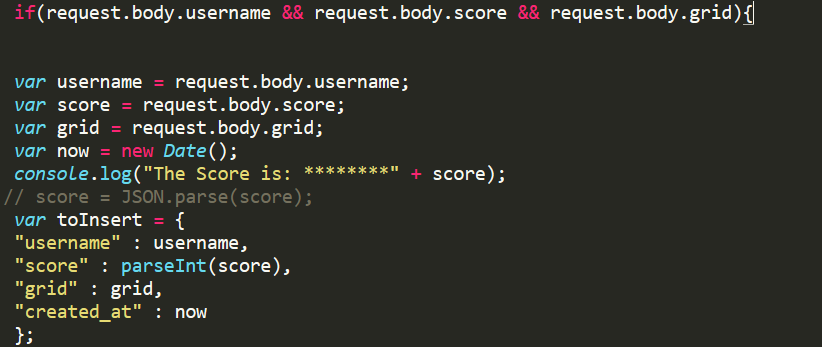 if(request.body.username && request.body.score && request.body.grid){
var username = request.body.username;
var score = request.body.score;
var grid = request.body.grid;
var now = new Date();
console.log("The Score is: ********" + score);
// score = JSON.parse(score);
var toInsert = {
"username" : username,
"score" : parseInt(score),
"grid" : grid,
"created_at" : now
};